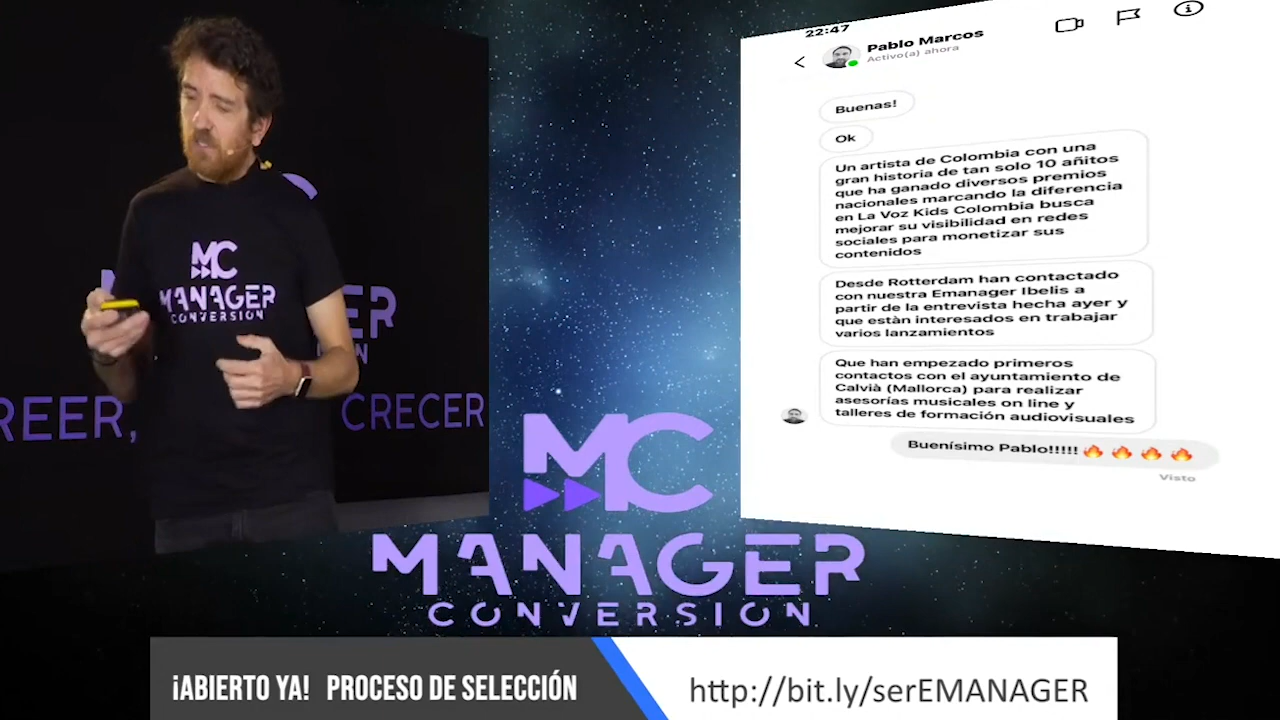 MC
MANAGER
CONVERSION
ER
REER,
CRECER
22:47
Pablo Marcos
Activo(a) ahora
Buenas!
Ok
Un artista de Colombia con una
gran historia de tan solo 10 añitos
que ha ganado diversos premios
nacionales marcando la diferencia
en La Voz Kids Colombia busca
mejorar su visibilidad en redes
sociales para monetizar sus
contenidos
Desde Rotterdam han contactado
con nuestra Emanager Ibelis a
partir de la entrevista hecha ayer y
que estàn interesados en trabajar
varios lanzamientos
Que han empezado primeros
contactos con el ayuntamiento de
Calvià (Mallorca) para realizar
asesorías musicales on line y
talleres de formación audiovisuales
Buenísimo Pablo!!!!!🔥🔥🔥🔥
Visto
MC
MANAGER
CONVERSION
¡ABIERTO YA! PROCESO DE SELECCIÓN
http://bit.ly/serEMANAGER